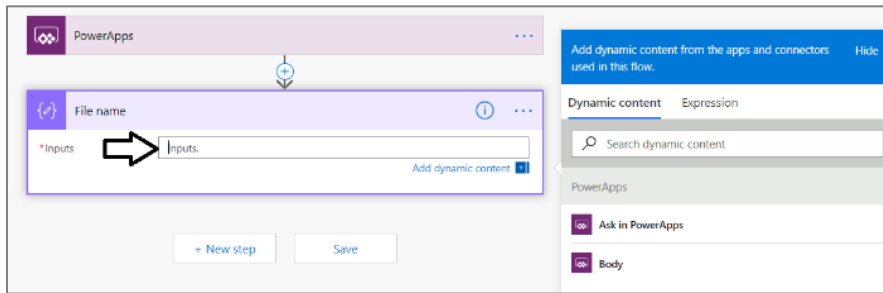 PowerApps
File name
*Inputs
Inputs.
Add dynamic content
+ New step
Save
Add dynamic content from the apps and connectors
used in this flow.
Hide
Dynamic content
Expression
Search dynamic content
PowerApps
Ask in PowerApps
Body